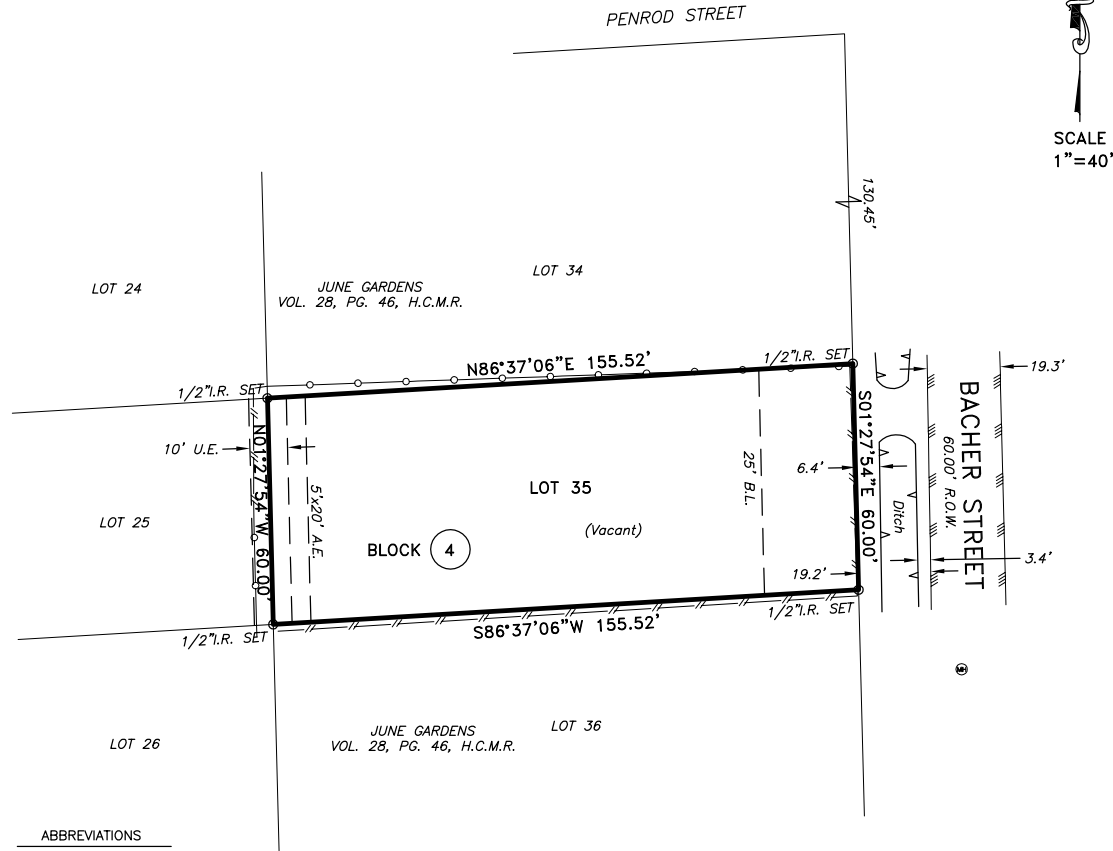 PENROD STREET
SCALE
1"=40'
130.45'
LOT 24
JUNE GARDENS
VOL. 28, PG. 46, H.C.M.R.
LOT 34
1/2"I.R. SET
N86°37'06"E 155.52'
1/2"I.R. SET
19.3'
10' U.E.
N01°27'54"W 60.00'
5'x20' A.E.
LOT 25
LOT 35
(Vacant)
BLOCK 4
25' B.L.
6.4'
S01°27'54"E 60.00'
Ditch
BACHER STREET
60.00' R.O.W.
3.4'
19.2'
1/2"I.R. SET
S86°37'06"W 155.52'
1/2"I.R. SET
MH
LOT 26
JUNE GARDENS
VOL. 28, PG. 46, H.C.M.R.
LOT 36
ABBREVIATIONS